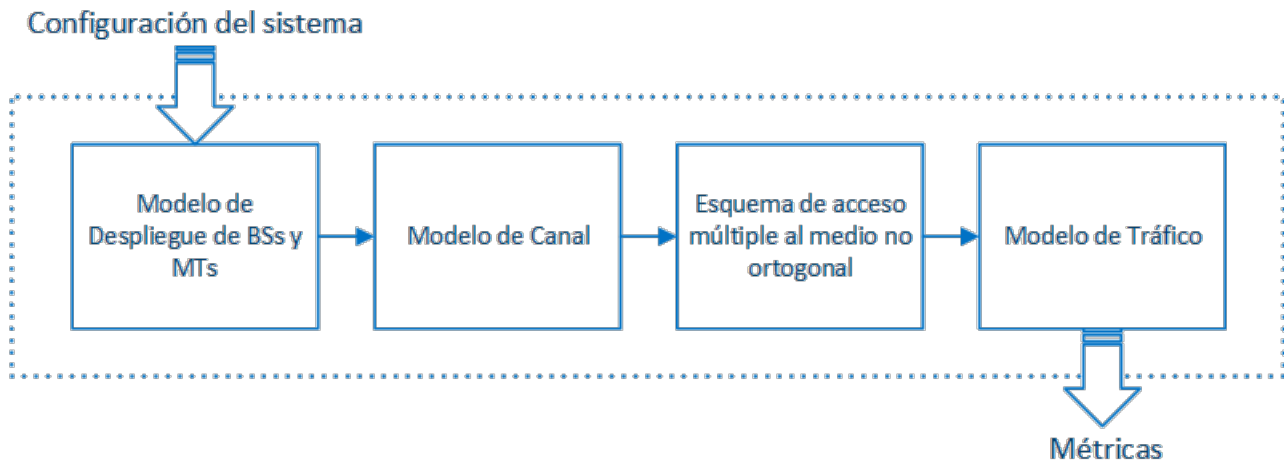 Configuración del sistema
Modelo de
Despliegue de BSs y
MTs
Modelo de Canal
Esquema de acceso
múltiple al medio no
ortogonal
Modelo de Tráfico
Métricas